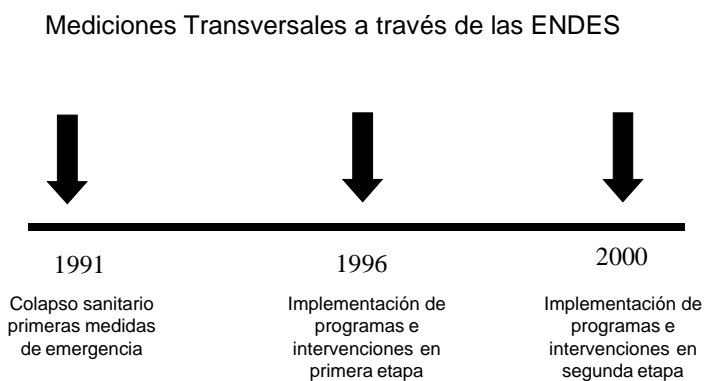 Mediciones Transversales a través de las ENDES
1991
1996
2000
Colapso sanitario
primeras medidas
de emergencia
Implementación de
programas e
intervenciones en
primera etapa
Implementación de
programas e
intervenciones en
segunda etapa